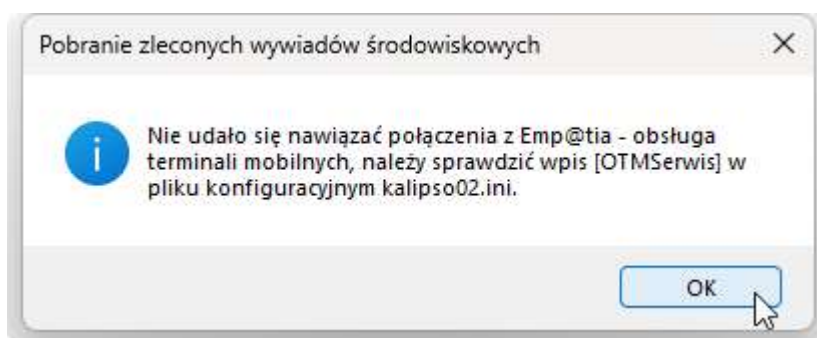 Pobranie zleconych wywiadów środowiskowych
Nie udało się nawiązać połączenia z Emp@tia - obsługa
terminali mobilnych, należy sprawdzić wpis [OTMSerwis] w
pliku konfiguracyjnym kalipso02.ini.
OK